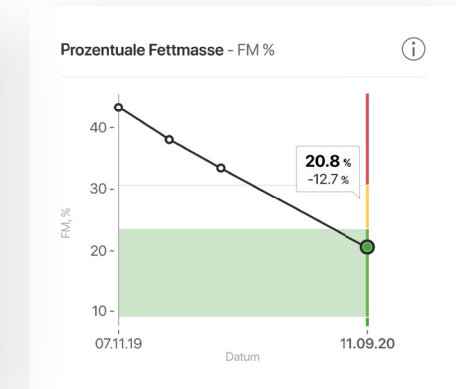 Prozentuale Fettmasse - FM %
40
20.8 %
-12.7 %
30
FM, %
20
10
07.11.19
11.09.20
Datum